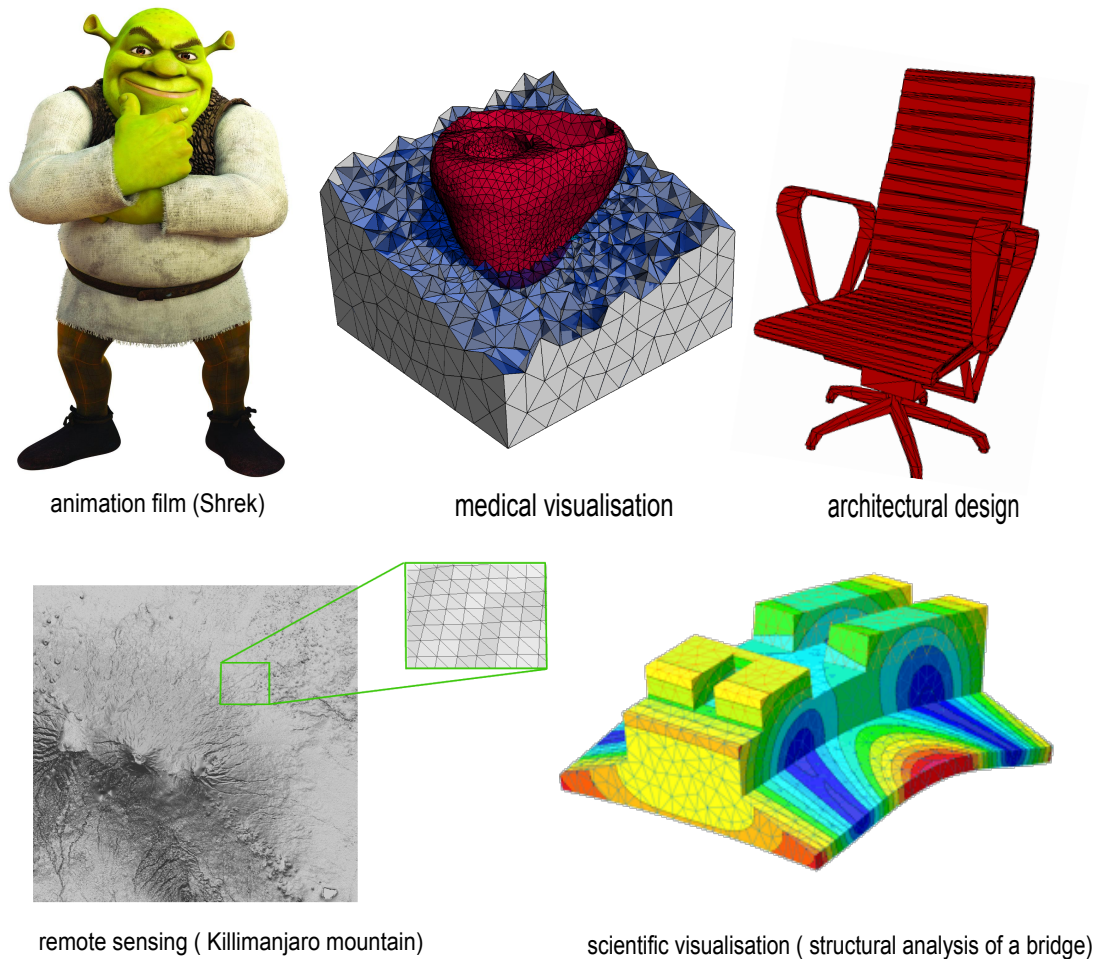 animation film (Shrek)
medical visualisation
architectural design
remote sensing ( Killimanjaro mountain)
scientific visualisation ( structural analysis of a bridge)